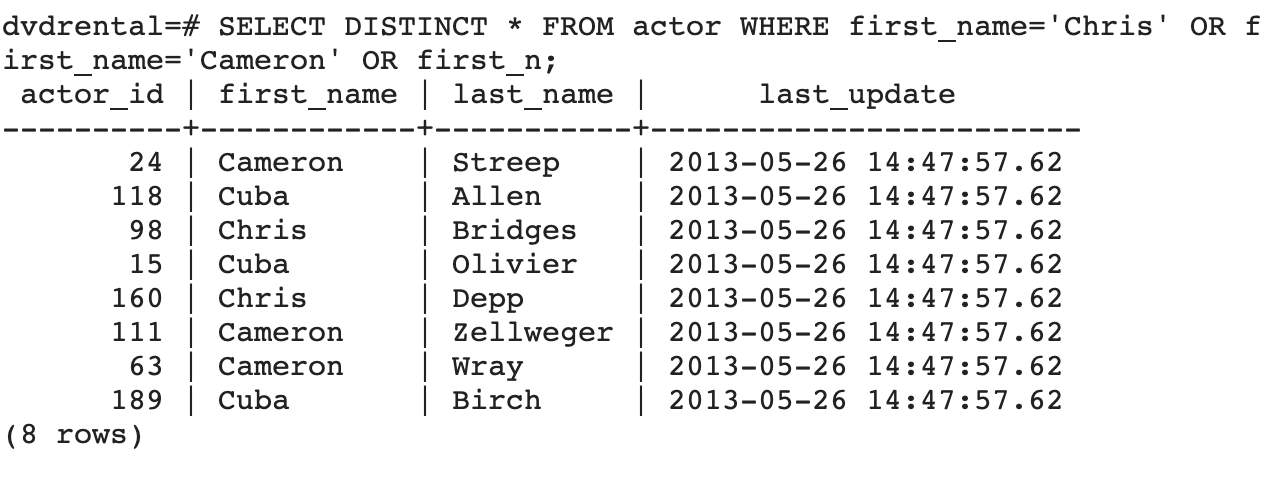 dvdrental=# SELECT DISTINCT * FROM actor WHERE first_name='Chris' OR f
irst_name='Cameron' OR first_n;
 actor_id | first_name | last_name |      last_update
----------+------------+-----------+------------------------
       24 | Cameron    | Streep    | 2013-05-26 14:47:57.62
      118 | Cuba       | Allen     | 2013-05-26 14:47:57.62
       98 | Chris      | Bridges   | 2013-05-26 14:47:57.62
       15 | Cuba       | Olivier   | 2013-05-26 14:47:57.62
      160 | Chris      | Depp      | 2013-05-26 14:47:57.62
      111 | Cameron    | Zellweger | 2013-05-26 14:47:57.62
       63 | Cameron    | Wray      | 2013-05-26 14:47:57.62
      189 | Cuba       | Birch     | 2013-05-26 14:47:57.62
(8 rows)